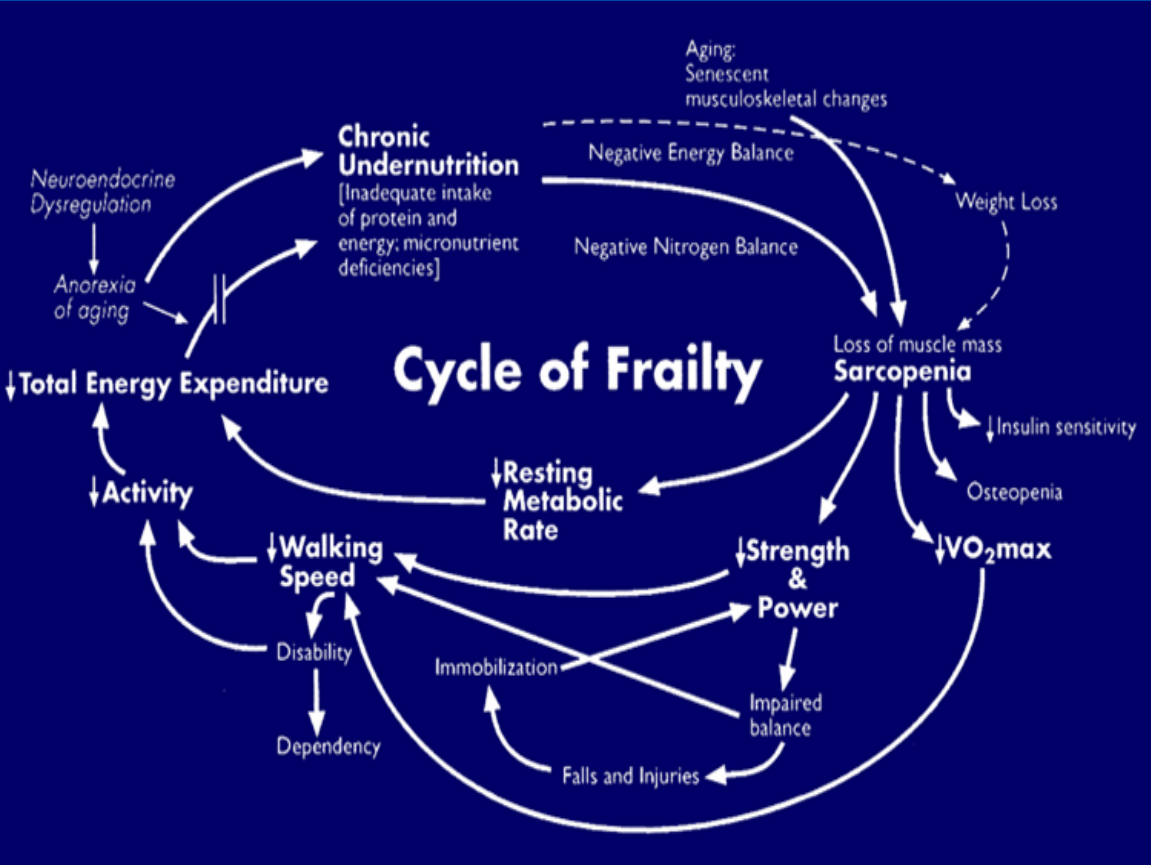 Aging:
Senescent
musculoskeletal changes
Chronic
Undernutrition
[Inadequate intake
of protein and
energy; micronutrient
deficiencies]
Negative Energy Balance
Neuroendocrine
Dysregulation
Weight Loss
Negative Nitrogen Balance
Anorexia
of aging
Loss of muscle mass
Sarcopenia
Cycle of Frailty
↓Total Energy Expenditure
↓Insulin sensitivity
↓Resting
Metabolic
Rate
↓Activity
Osteopenia
↓Walking
Speed
↓Strength
&
Power
↓VO₂max
Disability
Immobilization
Impaired
balance
Dependency
Falls and Injuries